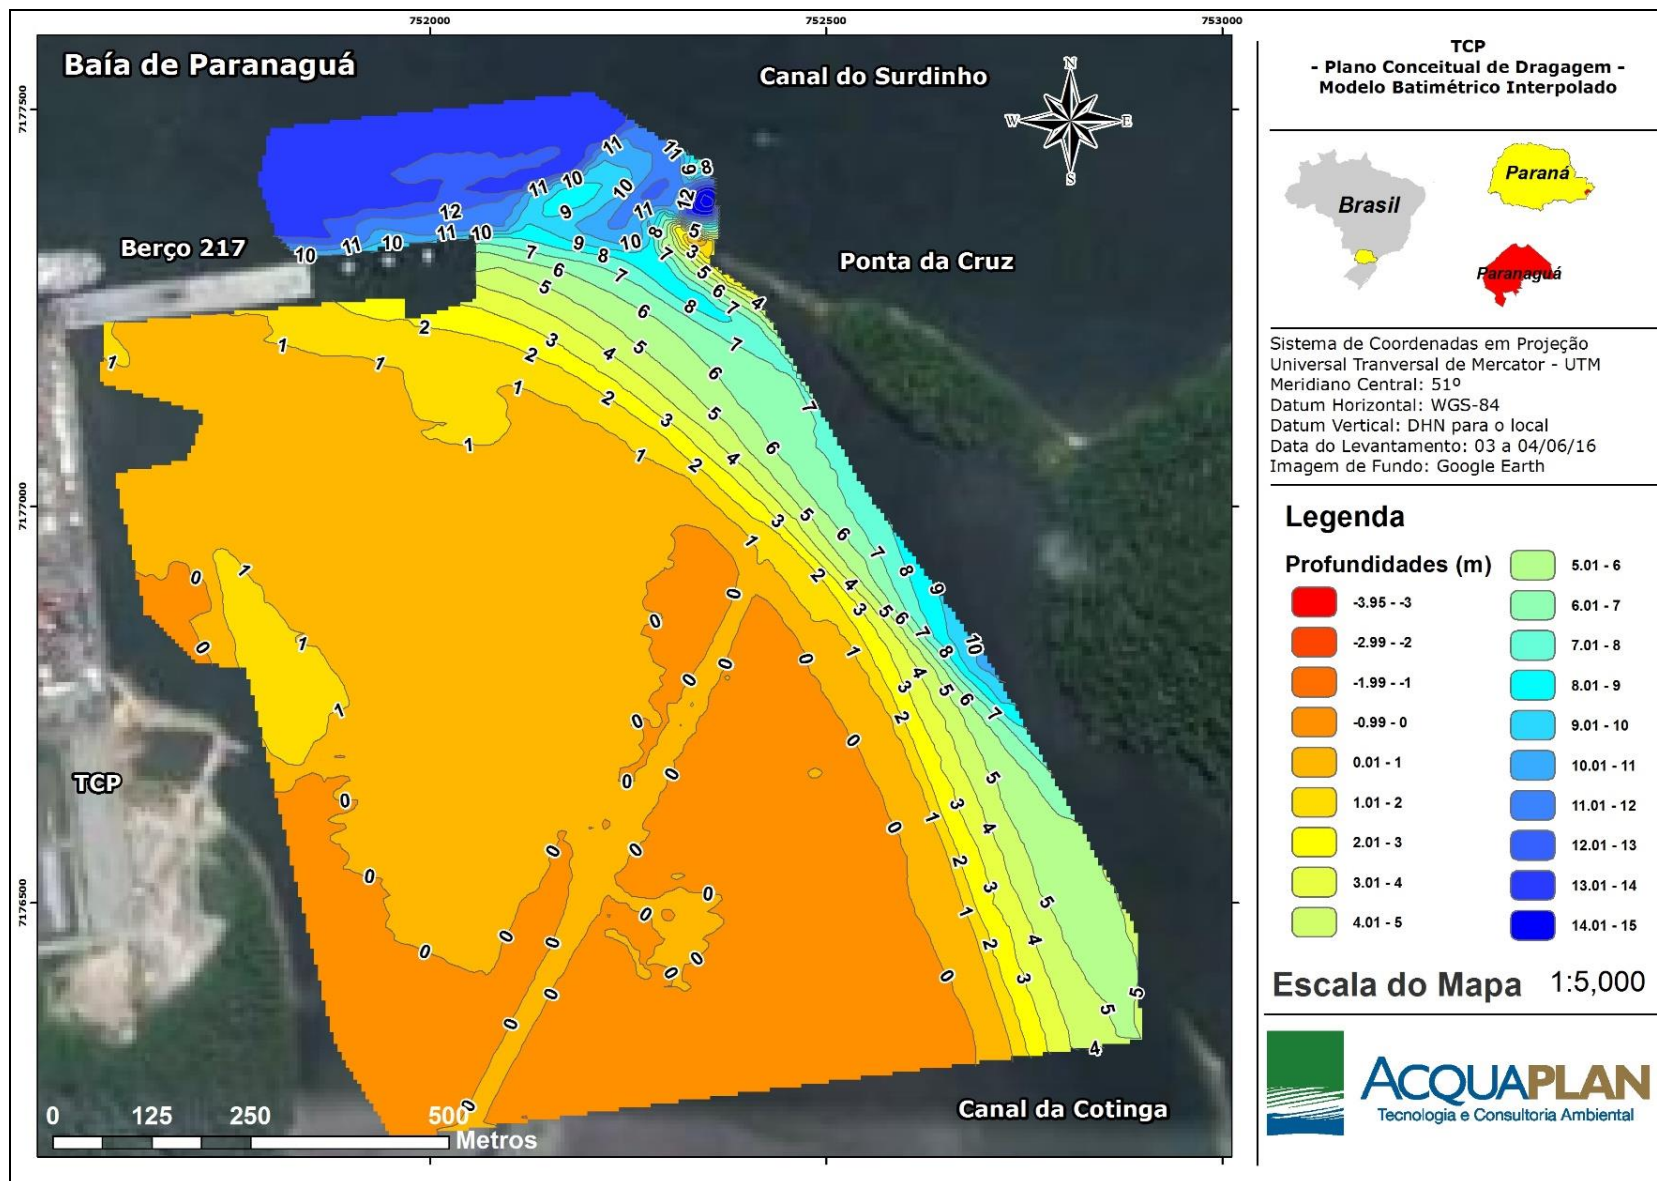 752000
752500
753000
7177500
7177000
7176500
Baía de Paranaguá
Canal do Surdinho
N
W
E
S
Berço 217
Ponta da Cruz
TCP
Canal da Cotinga
0 125 250 500
Metros
TCP
- Plano Conceitual de Dragagem -
Modelo Batimétrico Interpolado
Brasil
Paraná
Paranaguá
Sistema de Coordenadas em Projeção
Universal Tranversal de Mercator - UTM
Meridiano Central: 51º
Datum Horizontal: WGS-84
Datum Vertical: DHN para o local
Data do Levantamento: 03 a 04/06/16
Imagem de Fundo: Google Earth
Legenda
Profundidades (m)
-3.95 - -3
-2.99 - -2
-1.99 - -1
-0.99 - 0
0.01 - 1
1.01 - 2
2.01 - 3
3.01 - 4
4.01 - 5
5.01 - 6
6.01 - 7
7.01 - 8
8.01 - 9
9.01 - 10
10.01 - 11
11.01 - 12
12.01 - 13
13.01 - 14
14.01 - 15
Escala do Mapa 1:5,000
ACQUAPLAN
Tecnologia e Consultoria Ambiental